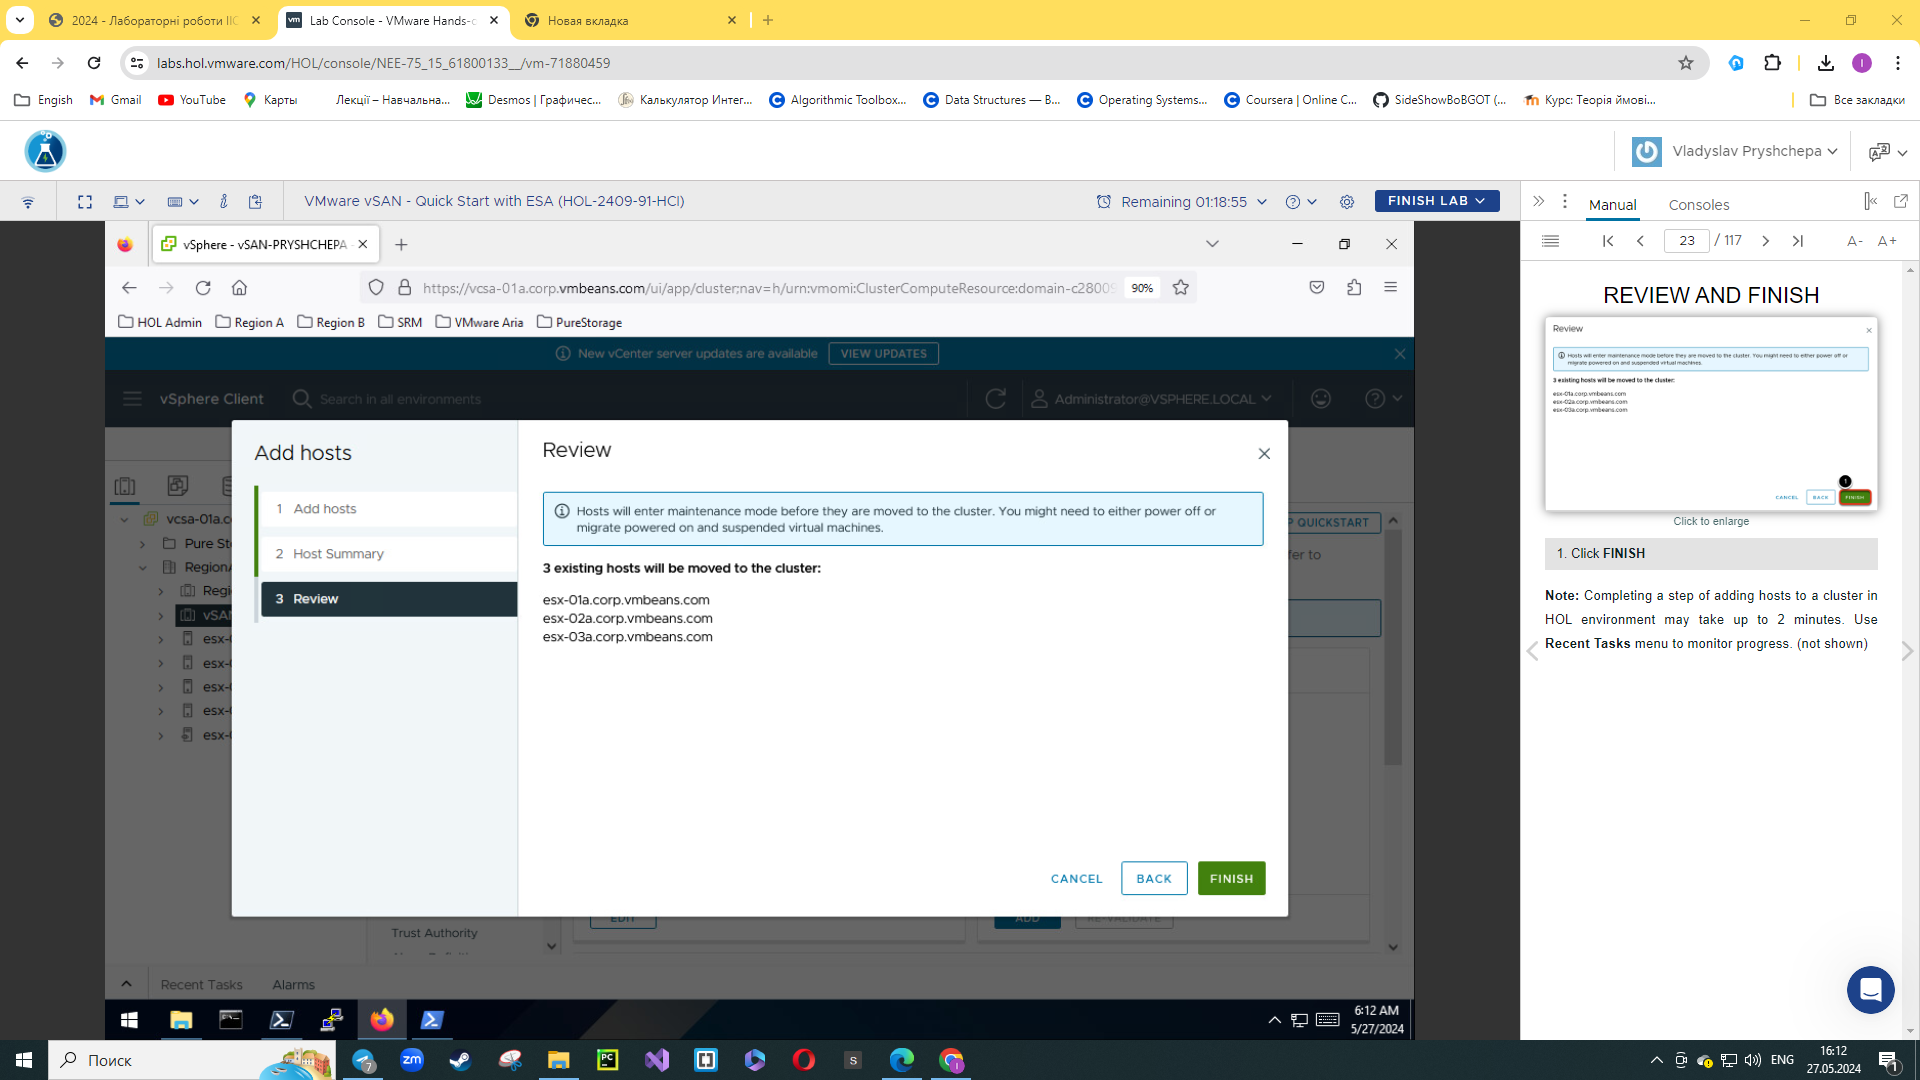 2024 - Лабораторні роботи ІІС
Lab Console - VMware Hands-o
Новая вкладка
labs.hol.vmware.com/HOL/console/NEE-75_15_61800133__/vm-71880459
Engish
Gmail
YouTube
Карты
Лекції – Навчальна...
Desmos | Графичес...
Калькулятор Интег...
Algorithmic Toolbox...
Data Structures — В...
Operating Systems...
Coursera | Online C...
SideShowBoBGOT (...
Курс: Теорія ймові...
Все закладки
Vladyslav Pryshchepa
VMware vSAN - Quick Start with ESA (HOL-2409-91-HCI)
Remaining 01:18:55
FINISH LAB
Manual
Consoles
23 / 117
A-
A+
vSphere - vSAN-PRYSHCHEPA
https://vcsa-01a.corp.vmbeans.com/ui/app/cluster;nav=h/urn:vmomi:ClusterComputeResource:domain-c28009
90%
HOL Admin
Region A
Region B
SRM
VMware Aria
PureStorage
New vCenter server updates are available
VIEW UPDATES
vSphere Client
Search in all environments
Administrator@VSPHERE.LOCAL
vcsa-01a.c
Pure St
Region
Regi
vSAN
esx-
esx-
esx-
esx-
esx-
Add hosts
1 Add hosts
2 Host Summary
3 Review
Review
Hosts will enter maintenance mode before they are moved to the cluster. You might need to either power off or
migrate powered on and suspended virtual machines.
3 existing hosts will be moved to the cluster:
esx-01a.corp.vmbeans.com
esx-02a.corp.vmbeans.com
esx-03a.corp.vmbeans.com
CANCEL
BACK
FINISH
P QUICKSTART
fer to
EDIT
ADD
RE-VALIDATE
Trust Authority
Recent Tasks
Alarms
6:12 AM
5/27/2024
REVIEW AND FINISH
Review
Hosts will enter maintenance mode before they are moved to the cluster. You might need to either power off or
migrate powered on and suspended virtual machines.
3 existing hosts will be moved to the cluster:
esx-01a.corp.vmbeans.com
esx-02a.corp.vmbeans.com
esx-03a.corp.vmbeans.com
1
CANCEL
BACK
FINISH
Click to enlarge
1. Click FINISH
Note: Completing a step of adding hosts to a cluster in
HOL environment may take up to 2 minutes. Use
Recent Tasks menu to monitor progress. (not shown)
Поиск
7
zm
PC
S
ENG
16:12
27.05.2024
1